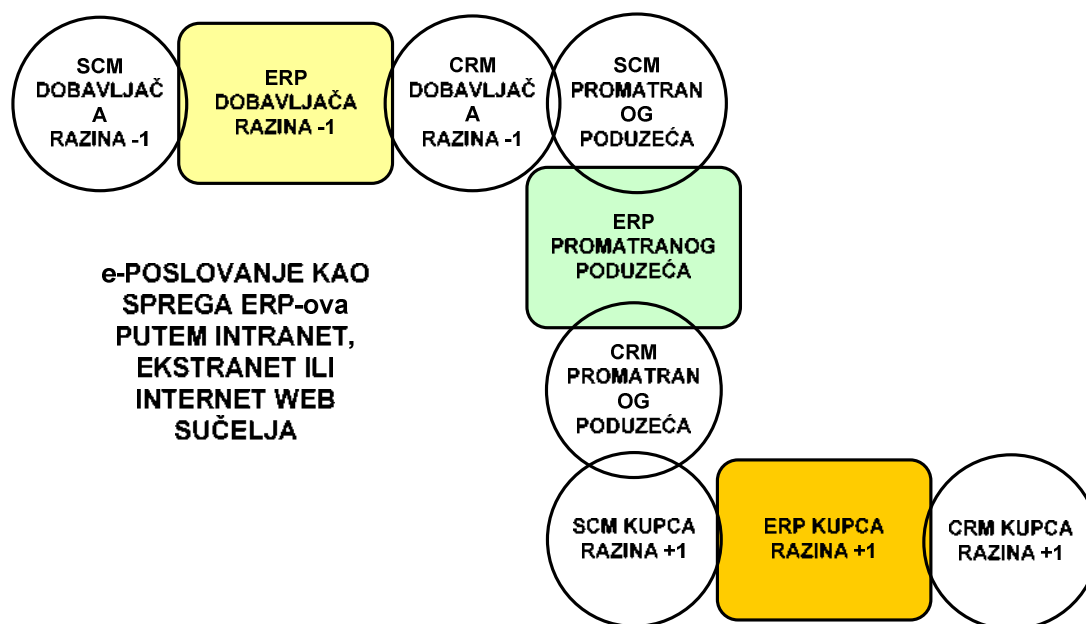 SCM
DOBAVLJAČ
A
RAZINA -1
ERP
DOBAVLJAČA
RAZINA -1
CRM
DOBAVLJAČ
A
RAZINA -1
SCM
PROMATRAN
OG
PODUZEĆA
ERP
PROMATRANOG
PODUZEĆA
e-POSLOVANJE KAO
SPREGA ERP-ova
PUTEM INTRANET,
EKSTRANET ILI
INTERNET WEB
SUČELJA
CRM
PROMATRAN
OG
PODUZEĆA
SCM KUPCA
RAZINA +1
ERP KUPCA
RAZINA +1
CRM KUPCA
RAZINA +1